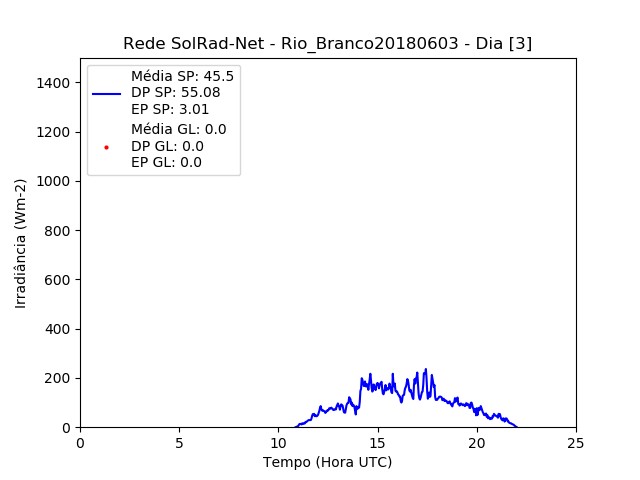 Rede SolRad-Net - Rio_Branco20180603 - Dia [3]
Média SP: 45.5
DP SP: 55.08
EP SP: 3.01
Média GL: 0.0
DP GL: 0.0
EP GL: 0.0
1400
1200
1000
800
600
400
200
0
Irradiância (Wm-2)
0 5 10 15 20 25
Tempo (Hora UTC)